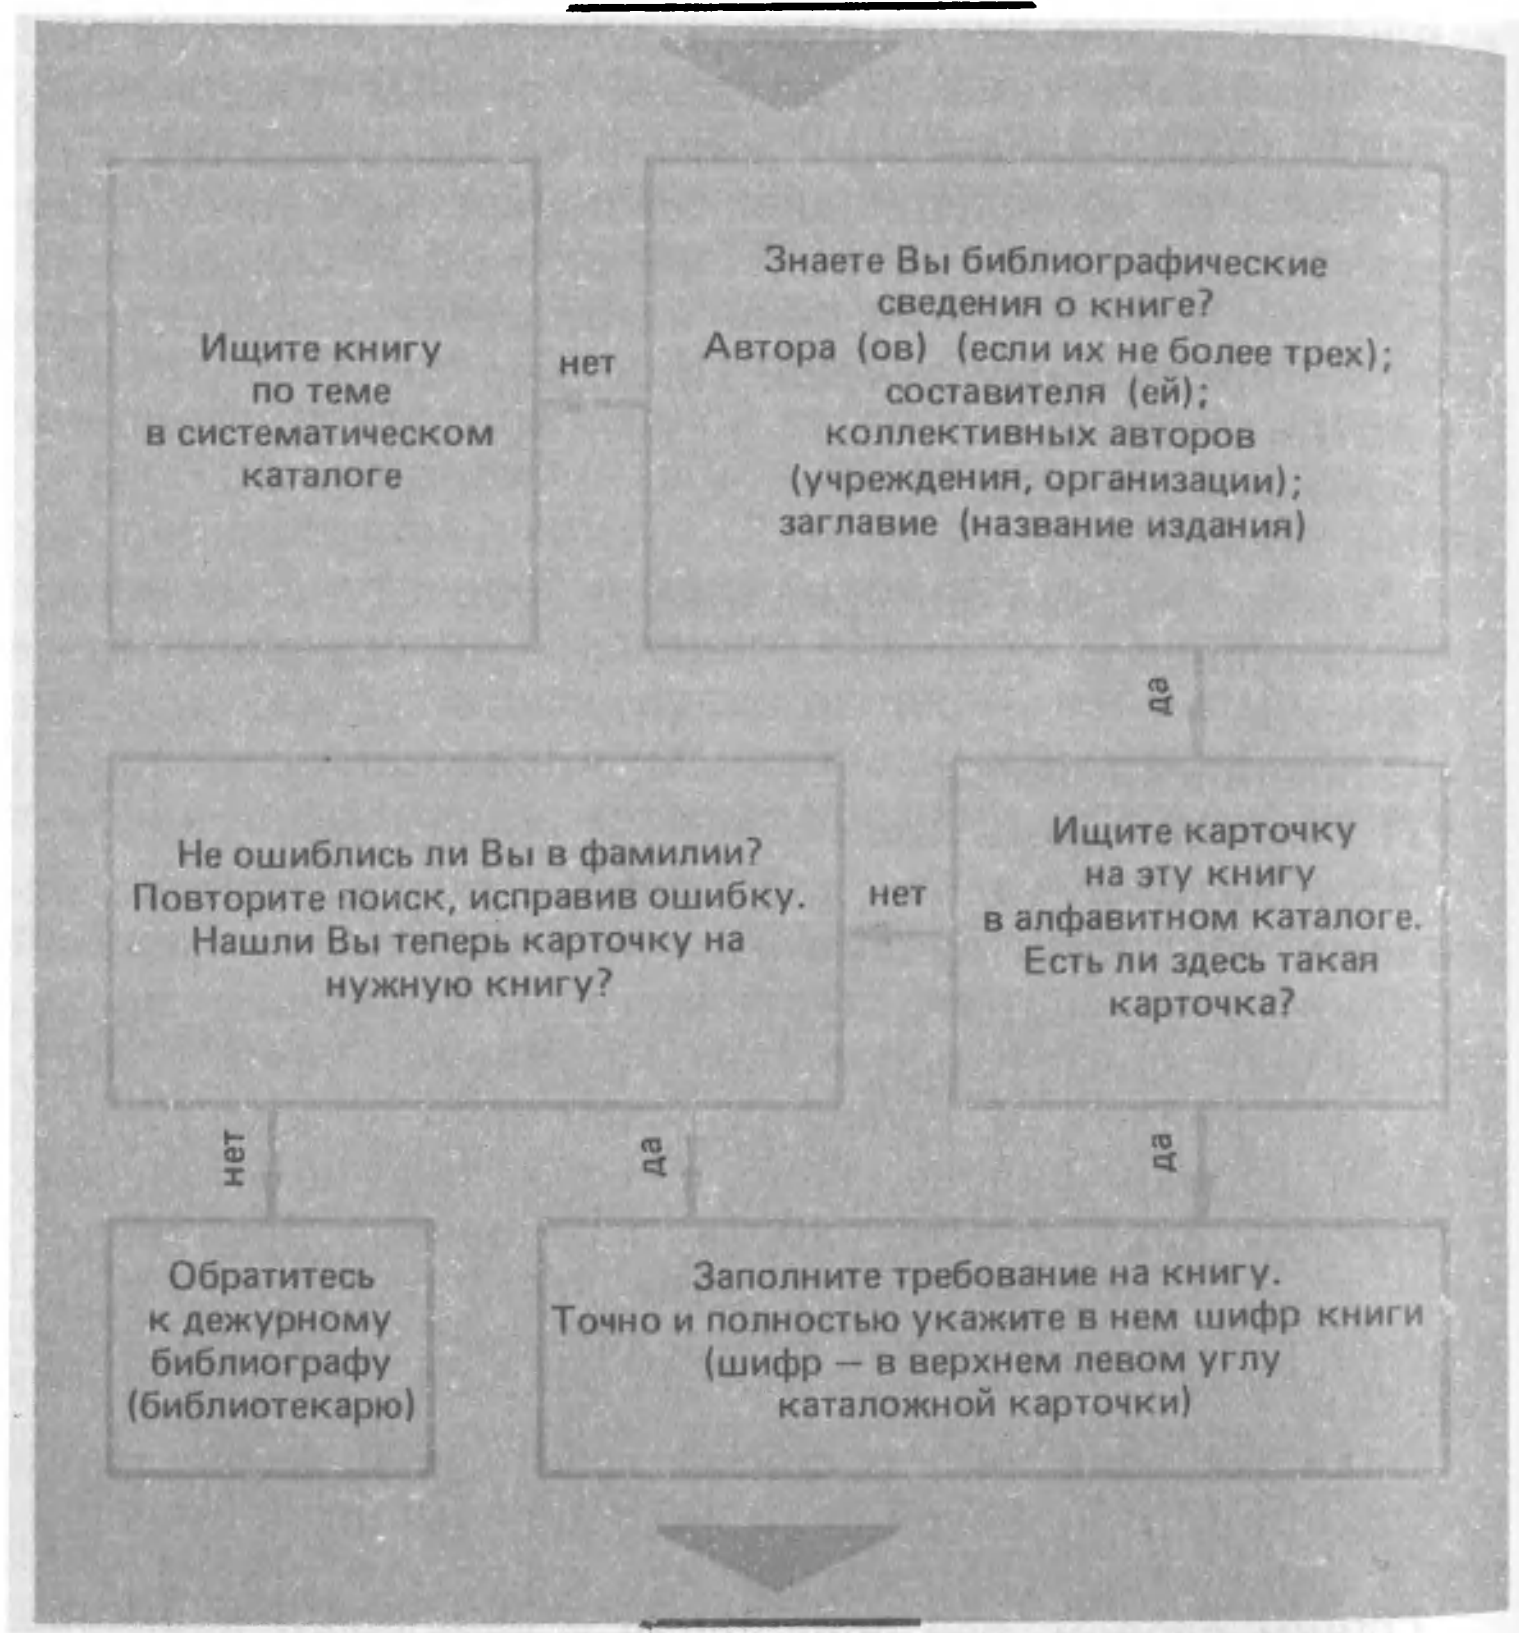 Знаете Вы библиографические
сведения о книге?
Автора (ов) (если их не более трех);
составителя (ей);
коллективных авторов
(учреждения, организации);
заглавие (название издания)
нет
Ищите книгу
по теме
в систематическом
каталоге
да
Ищите карточку
на эту книгу
в алфавитном каталоге.
Есть ли здесь такая
карточка?
нет
Не ошиблись ли Вы в фамилии?
Повторите поиск, исправив ошибку.
Нашли Вы теперь карточку на
нужную книгу?
нет
да
да
Обратитесь
к дежурному
библиографу
(библиотекарю)
Заполните требование на книгу.
Точно и полностью укажите в нем шифр книги
(шифр — в верхнем левом углу
каталожной карточки)